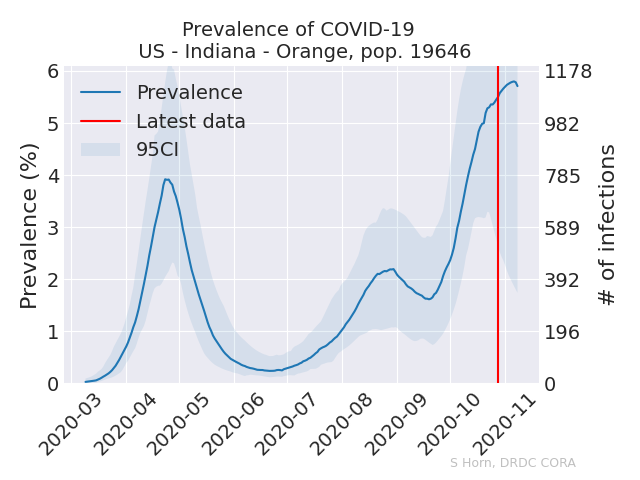 Prevalence of COVID-19
US - Indiana - Orange, pop. 19646
Prevalence
Latest data
95CI
Prevalence (%)
6
5
4
3
2
1
0
1178
982
785
589
392
196
0
# of infections
2020-03
2020-04
2020-05
2020-06
2020-07
2020-08
2020-09
2020-10
2020-11
S Horn, DRDC CORA